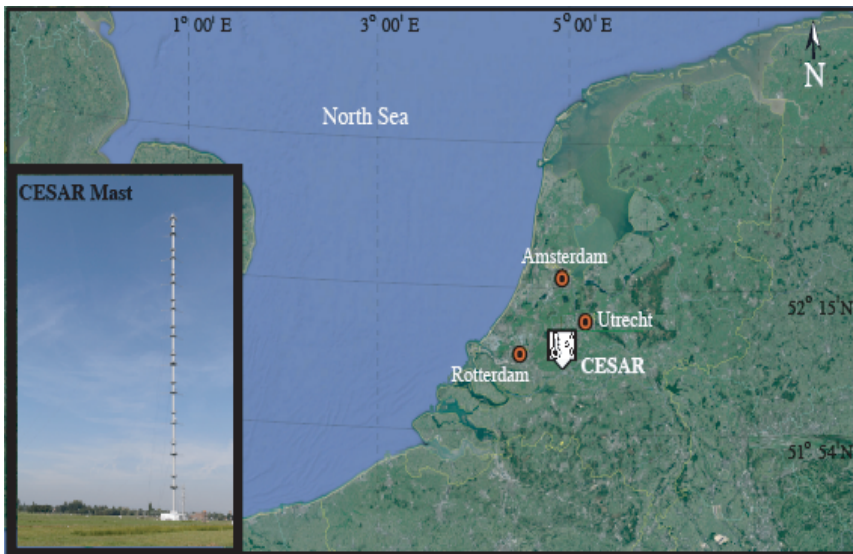 1° 00' E
3° 00' E
5° 00' E
N
North Sea
CESAR Mast
Amsterdam
52° 15'
Utrecht
CESAR
Rotterdam
51° 54'